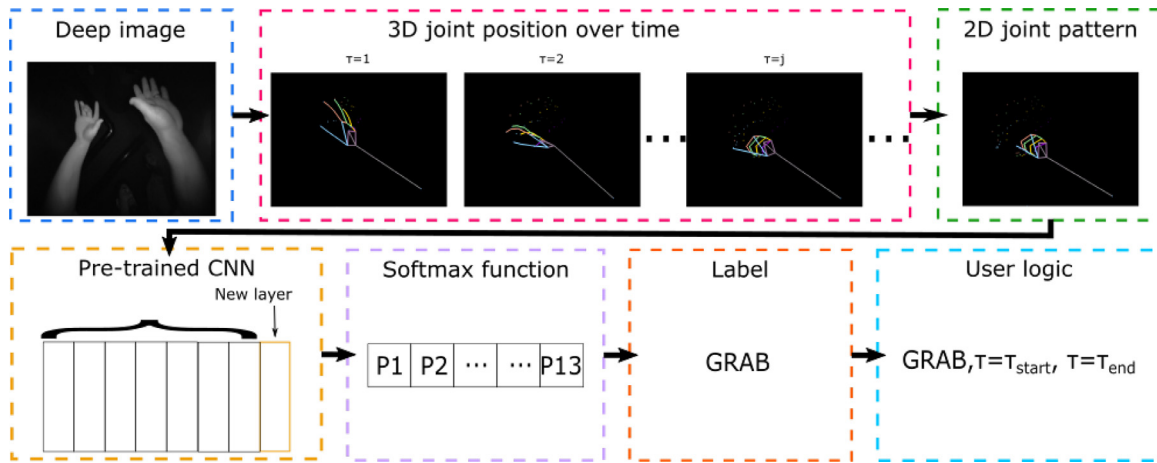 Deep image
3D joint position over time
2D joint pattern
τ=1
τ=2
τ=j
Pre-trained CNN
Softmax function
Label
User logic
New layer
P1 P2 ... ... P13
GRAB
GRAB,τ=τstart, τ=τend